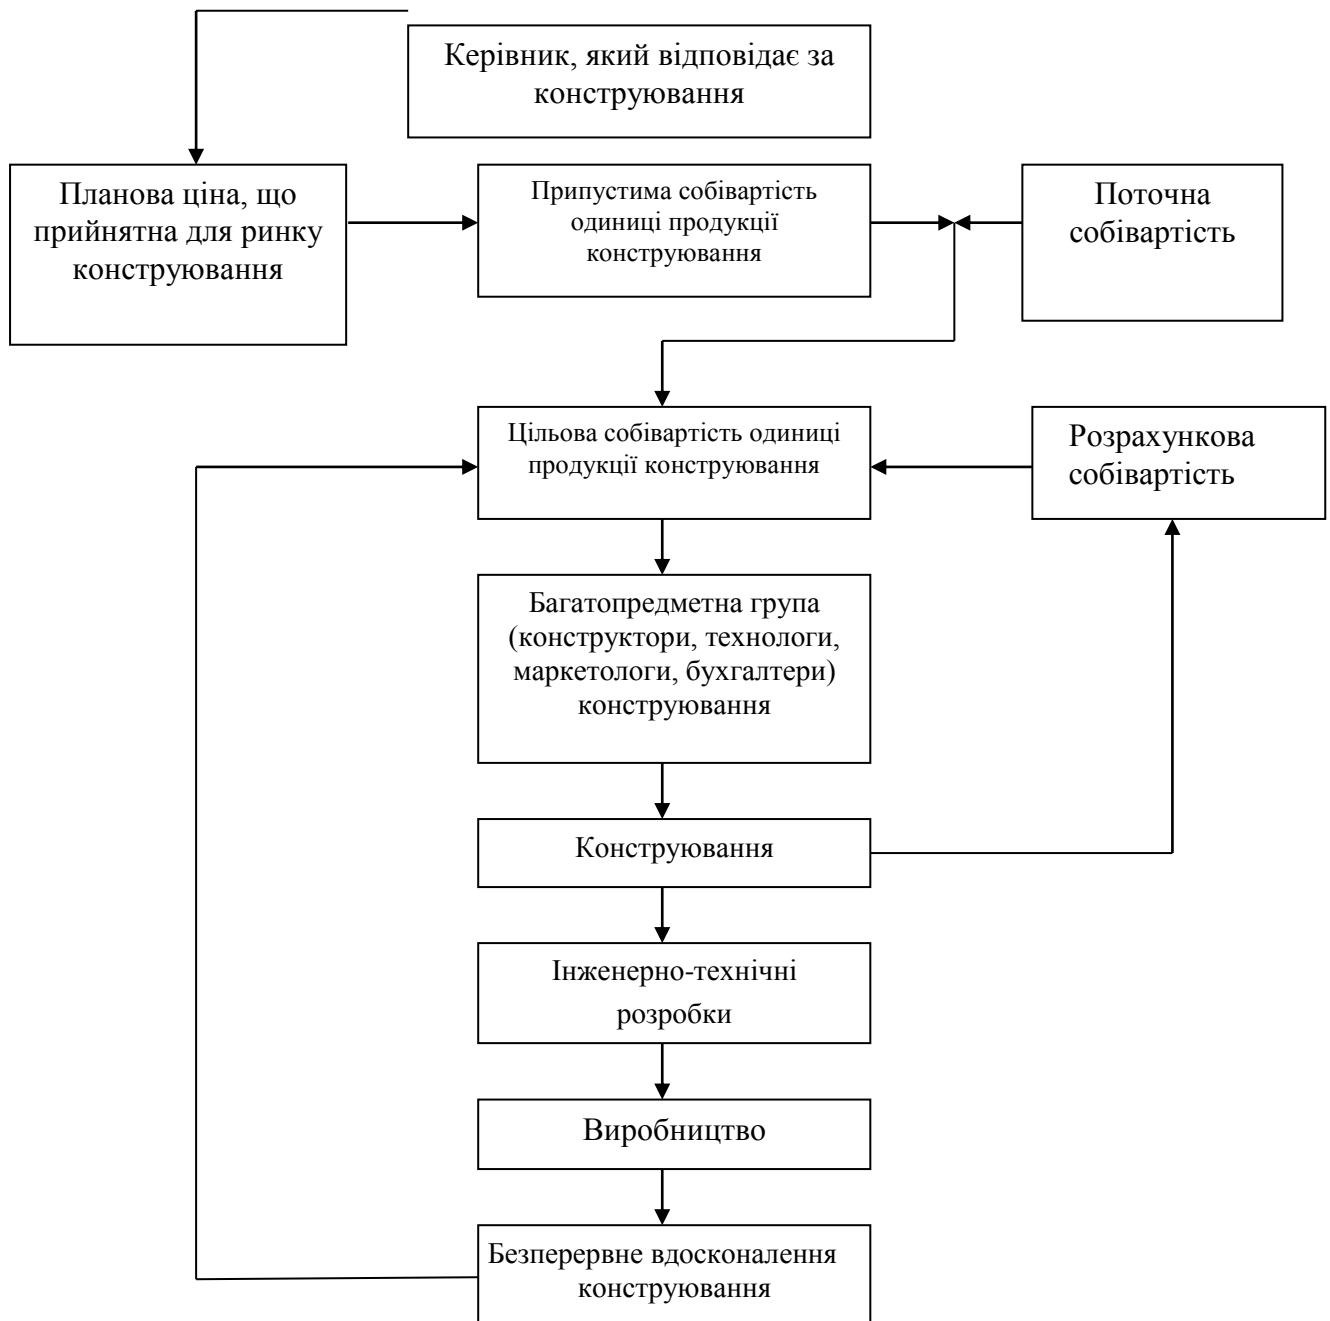 Керівник, який відповідає за
конструювання
Планова ціна, що
прийнятна для ринку
конструювання
Припустима собівартість
одиниці продукції
конструювання
Поточна
собівартість
Цільова собівартість одиниці
продукції конструювання
Розрахункова
собівартість
Багатопредметна група
(конструктори, технологи,
маркетологи, бухгалтери)
конструювання
Конструювання
Інженерно-технічні
розробки
Виробництво
Безперервне вдосконалення
конструювання